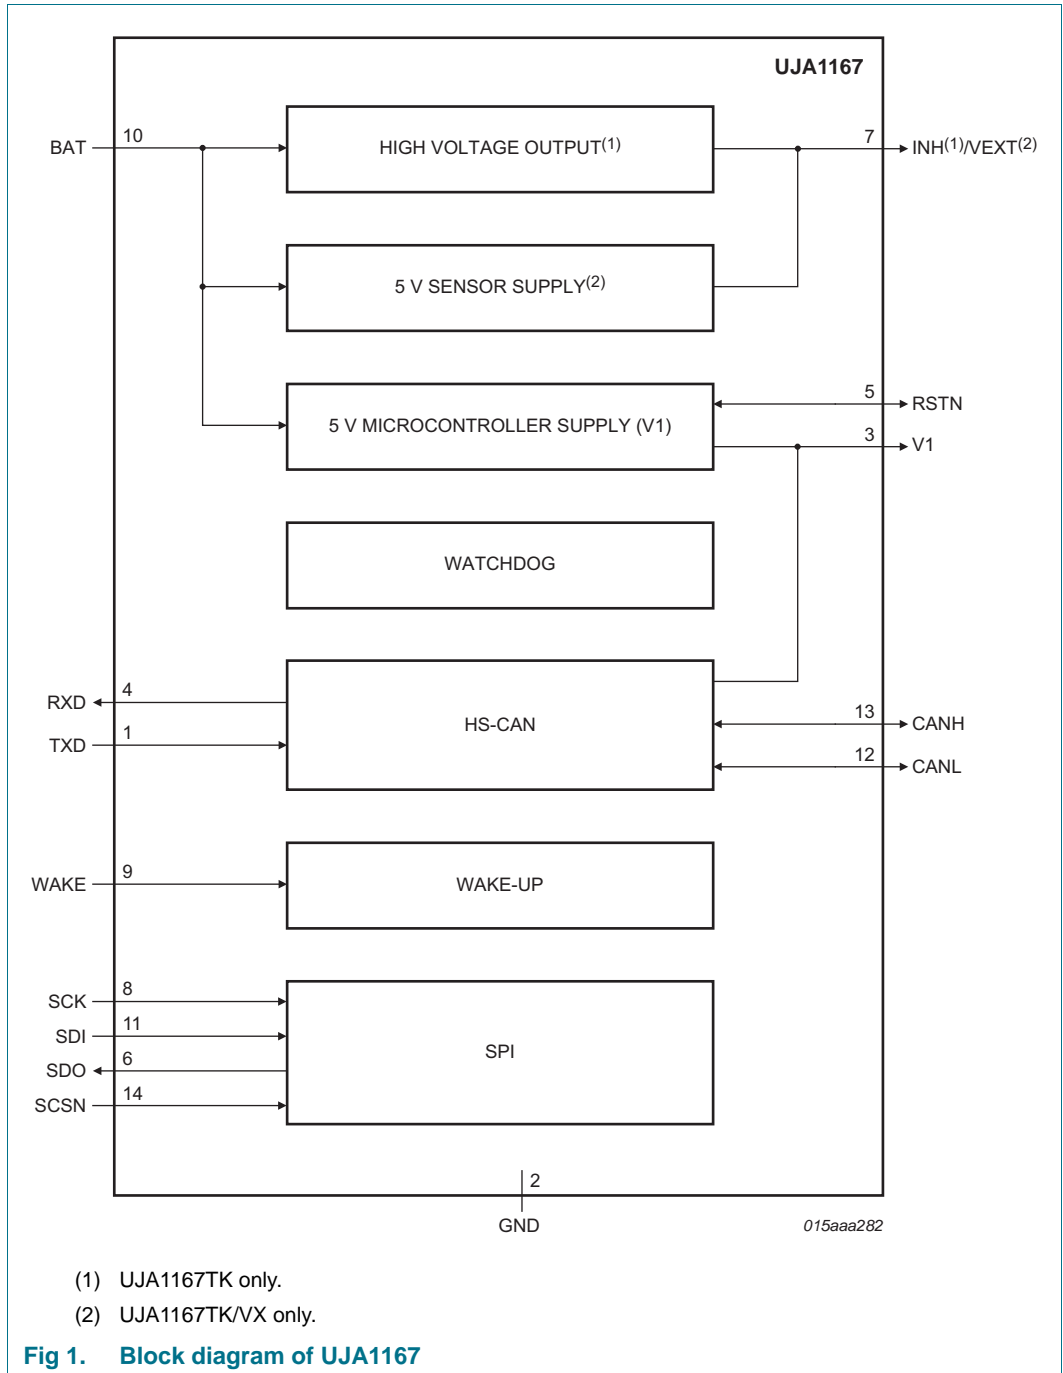 UJA1167
BAT 10 HIGH VOLTAGE OUTPUT(1) 7 INH(1)/VEXT(2)
5 V SENSOR SUPPLY(2)
5 V MICROCONTROLLER SUPPLY (V1)
5 RSTN
3 V1
WATCHDOG
RXD 4
TXD 1
HS-CAN
13 CANH
12 CANL
WAKE 9 WAKE-UP
SCK 8
SDI 11
SDO 6
SCSN 14
SPI
2
GND
015aaa282
(1) UJA1167TK only.
(2) UJA1167TK/VX only.
Fig 1. Block diagram of UJA1167